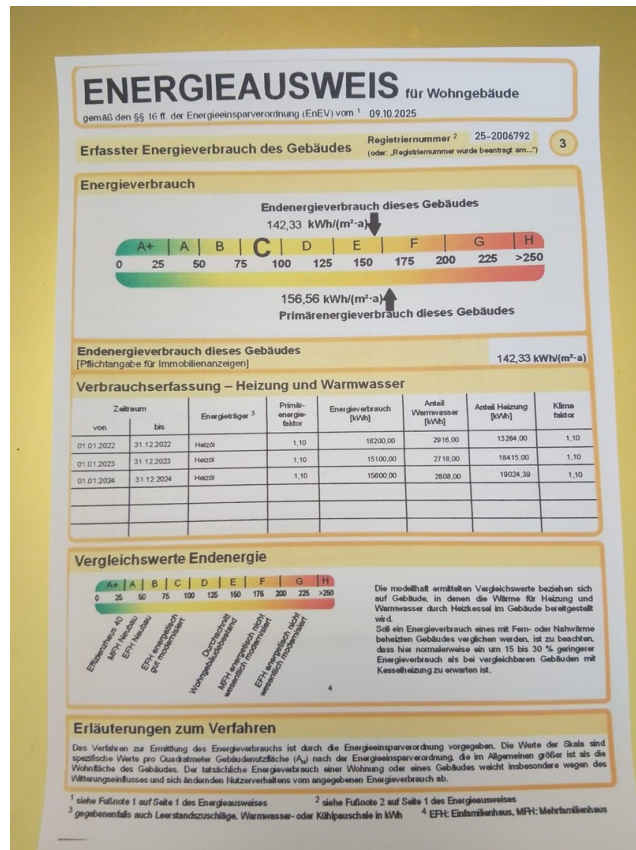 ENERGIEAUSWEIS für Wohngebäude
gemäß den §§ 16 ff. der Energieeinsparverordnung (EnEV) vom ¹ 09.10.2025
Erfasster Energieverbrauch des Gebäudes
Registriernummer ² 25-2006792
(oder: „Registriernummer wurde beantragt am...")
3
Energieverbrauch
Endenergieverbrauch dieses Gebäudes
142,33 kWh/(m²·a)
A+ A B C D E F G H
0 25 50 75 100 125 150 175 200 225 >250
156,56 kWh/(m²·a)
Primärenergieverbrauch dieses Gebäudes
Endenergieverbrauch dieses Gebäudes
[Pflichtangabe für Immobilienanzeigen]
142,33 kWh/(m²·a)
Verbrauchserfassung – Heizung und Warmwasser
Zeitraum
von bis
Energieträger ³
Primär-
energie-
faktor
Energieverbrauch
[kWh]
Anteil
Warmwasser
[kWh]
Anteil Heizung
[kWh]
Klima
faktor
01.01.2022 31.12.2022 Heizöl 1,10 16200,00 2916,00 13284,00 1,10
01.01.2023 31.12.2023 Heizöl 1,10 15100,00 2718,00 18415,00 1,10
01.01.2024 31.12.2024 Heizöl 1,10 15600,00 2808,00 19024,39 1,10
Vergleichswerte Endenergie
A+ A B C D E F G H
0 25 50 75 100 125 150 175 200 225 >250
Effizienzhaus 40
MFH Neubau
EFH Neubau
EFH energetisch
gut modernisiert
Durchschnitt
Wohngebäudebestand
MFH energetisch nicht
wesentlich modernisiert
EFH energetisch nicht
wesentlich modernisiert
4
Die modellhaft ermittelten Vergleichswerte beziehen sich
auf Gebäude, in denen die Wärme für Heizung und
Warmwasser durch Heizkessel im Gebäude bereitgestellt
wird.
Soll ein Energieverbrauch eines mit Fern- oder Nahwärme
beheizten Gebäudes verglichen werden, ist zu beachten,
dass hier normalerweise ein um 15 bis 30 % geringerer
Energieverbrauch als bei vergleichbaren Gebäuden mit
Kesselheizung zu erwarten ist.
Erläuterungen zum Verfahren
Das Verfahren zur Ermittlung des Energieverbrauchs ist durch die Energieeinsparverordnung vorgegeben. Die Werte der Skala sind
spezifische Werte pro Quadratmeter Gebäudenutzfläche (A_N) nach der Energieeinsparverordnung, die im Allgemeinen größer ist als die
Wohnfläche des Gebäudes. Der tatsächliche Energieverbrauch einer Wohnung oder eines Gebäudes weicht insbesondere wegen des
Witterungseinflusses und sich ändernden Nutzerverhaltens vom angegebenen Energieverbrauch ab.
¹ siehe Fußnote 1 auf Seite 1 des Energieausweises ² siehe Fußnote 2 auf Seite 1 des Energieausweises
³ gegebenenfalls auch Leerstandszuschläge, Warmwasser- oder Kühlpauschale in kWh ⁴ EFH: Einfamilienhaus, MFH: Mehrfamilienhaus